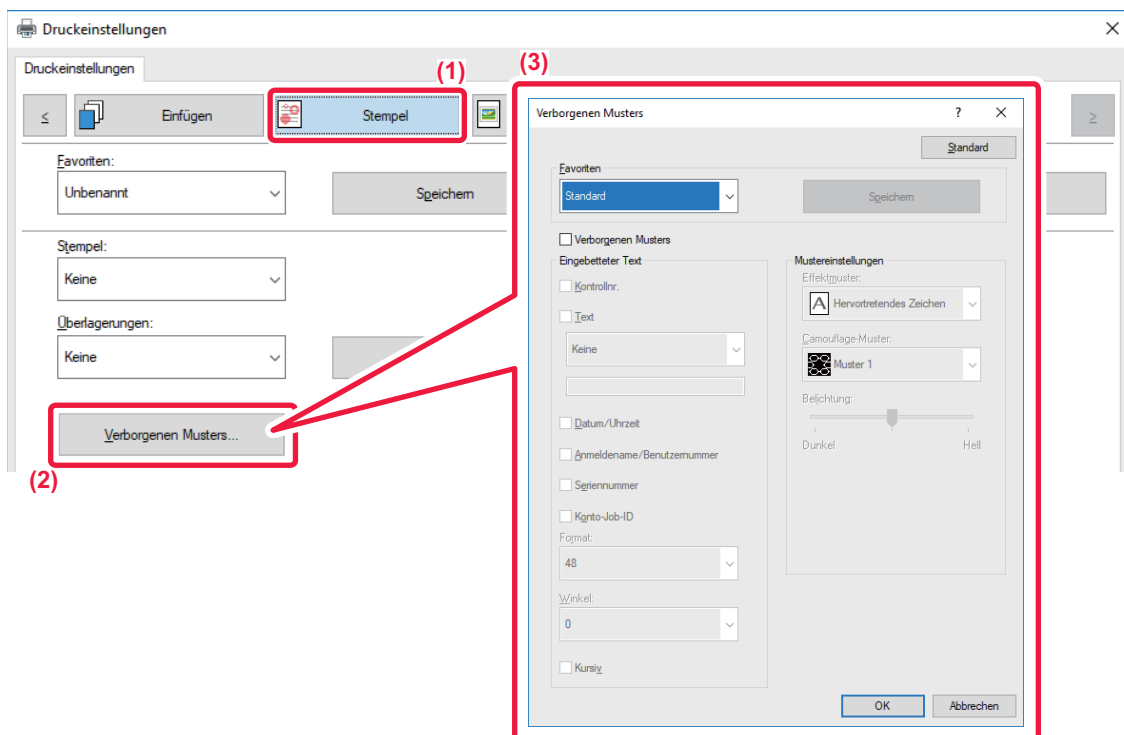 Druckeinstellungen
Druckeinstellungen
(1)
(3)
<
Einfügen
Stempel
>
Favoriten:
Unbenannt
Speichern
Stempel:
Keine
Überlagerungen:
Keine
Verborgenen Musters...
(2)
Verborgenen Musters
?
Standard
Favoriten
Standard
Speichern
Verborgenen Musters
Eingebetteter Text
Kontrollnr.
Text
Keine
Datum/Uhrzeit
Anmeldename/Benutzernummer
Seriennummer
Konto-Job-ID
Format:
48
Winkel:
0
Kursiv
Mustereinstellungen
Effektmuster:
A Hervortretendes Zeichen
Camouflage-Muster:
Muster 1
Belichtung:
Dunkel Hell
OK Abbrechen